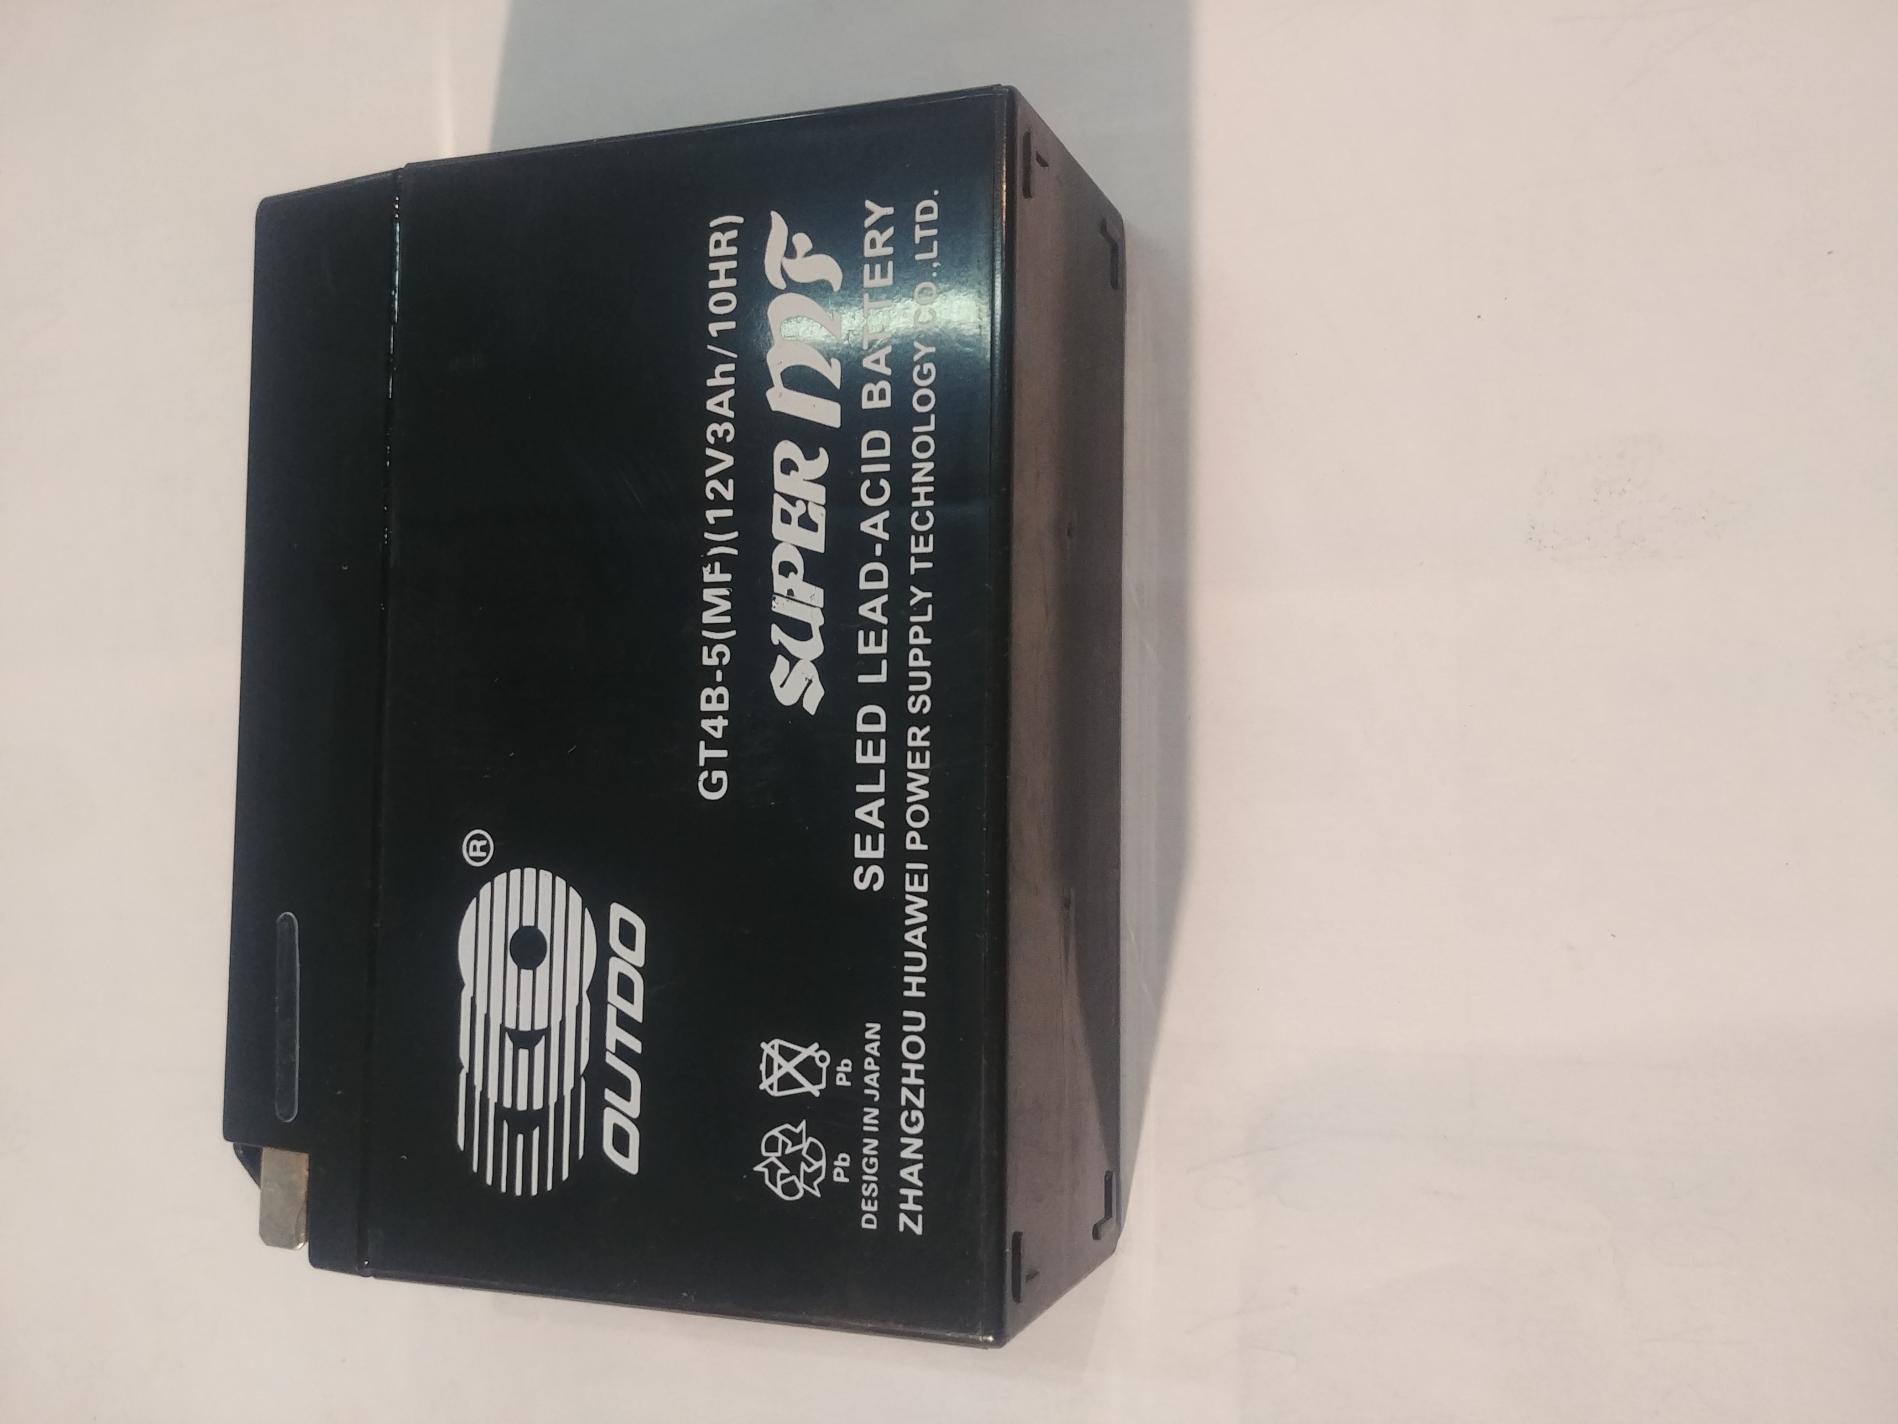 ®
OUTDO
GT4B-5(MF)(12V3Ah/10HR)
SUPER MF
Pb Pb
SEALED LEAD-ACID BATTERY
DESIGN IN JAPAN
ZHANGZHOU HUAWEI POWER SUPPLY TECHNOLOGY CO.,LTD.